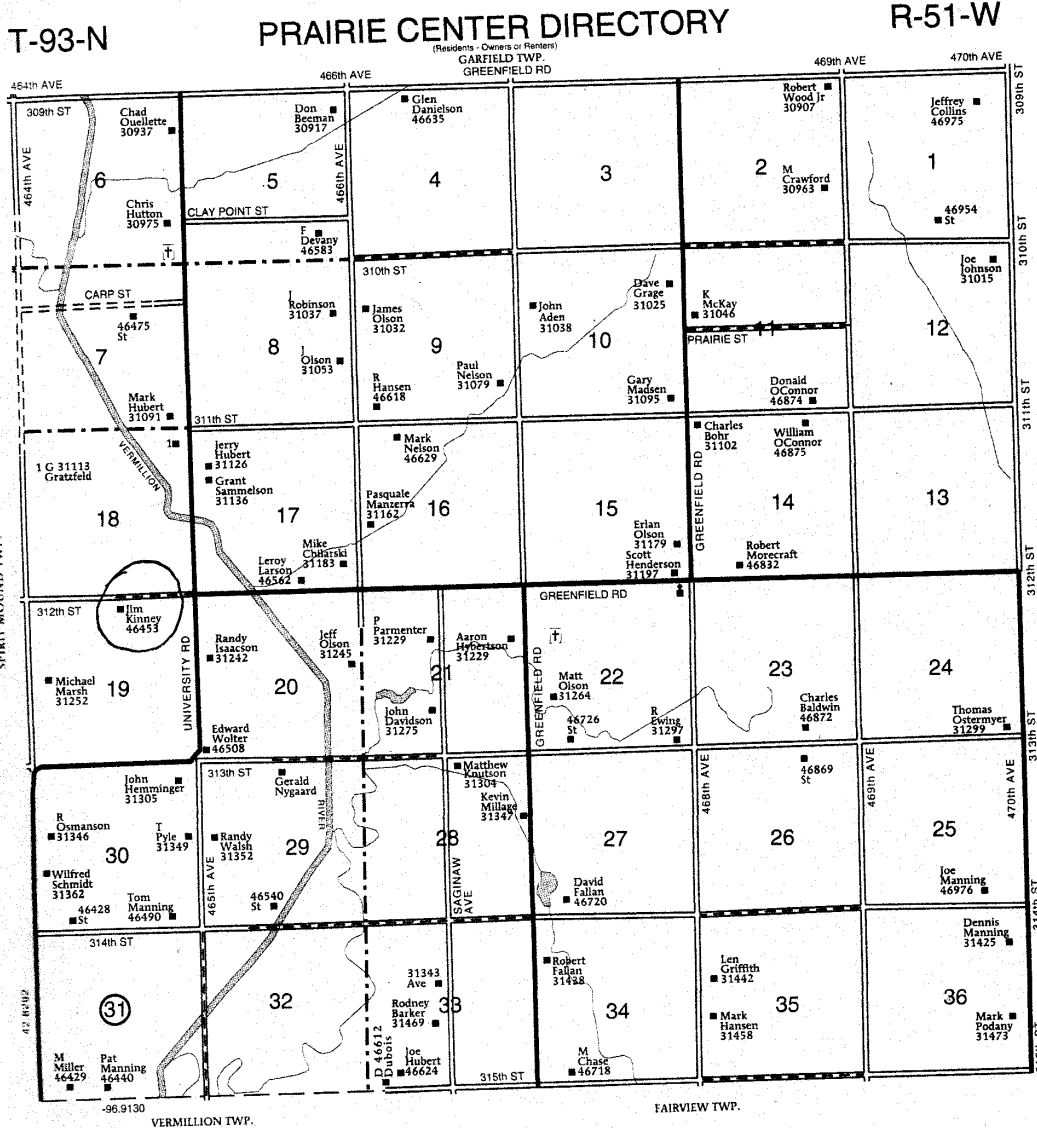 T-93-N
PRAIRIE CENTER DIRECTORY
R-51-W
(Residents - Owners or Renters)
GARFIELD TWP.
GREENFIELD RD
464th AVE
466th AVE
469th AVE
470th AVE
309th ST
309th ST
Chad
Ouellette
30937
Don
Beeman
30917
Glen
Danielson
46635
Robert
Wood Jr
30907
Jeffrey
Collins
46975
464th AVE
466th AVE
6
5
4
3
2
1
M
Crawford
30963
Chris
Hutton
30975
CLAY POINT ST
46954
St
F
Devany
46583
310th ST
310th ST
Joe
Johnson
31015
CARP ST
46475
St
Robinson
31037
James
Olson
31032
John
Aden
31038
Dave
Grage
31025
K
McKay
31046
7
8
9
10
11
12
PRAIRIE ST
Olson
31053
R
Hansen
46618
Paul
Nelson
31079
Gary
Madsen
31095
Donald
OConnor
46874
Mark
Hubert
31091
311th ST
311th ST
1
1 G 31113
Gratzfeld
VERMILLION
Jerry
Hubert
31126
Grant
Sammelson
31136
Mark
Nelson
46629
Charles
Bohr
31102
William
OConnor
46875
GREENFIELD RD
Pasquale
Manzerra
31162
18
17
16
15
14
13
Erlan
Olson
31179
Scott
Henderson
31197
Mike
Chilarski
31183
Leroy
Larson
46562
Robert
Morecraft
46832
312th ST
312th ST
GREENFIELD RD
Jim
Kinney
46453
UNIVERSITY RD
Randy
Isaacson
31242
Jeff
Olson
31245
P
Parmenter
31229
Aaron
Hybertson
31229
GREENFIELD RD
Michael
Marsh
31252
19
20
21
22
23
24
Matt
Olson
31264
John
Davidson
31275
46726
St
R
Ewing
31297
Charles
Baldwin
46872
Thomas
Ostermyer
31299
Edward
Wolter
46508
313th ST
313th ST
John
Hemminger
31305
Gerald
Nygaard
Matthew
Knutson
31304
Kevin
Millage
31347
468th AVE
46869
St
469th AVE
470th AVE
R
Osmanson
31346
T
Pyle
31349
Randy
Walsh
31352
RIVER
30
29
28
27
26
25
Wilfred
Schmidt
31362
46428
St
Tom
Manning
46490
465th AVE
46540
St
SAGINAW
AVE
David
Fallan
46720
Joe
Manning
46976
314th ST
314th ST
Dennis
Manning
31425
31343
Ave
Robert
Fallan
31438
Len
Griffith
31442
31
32
33
34
35
36
Rodney
Barker
31469
Mark
Hansen
31458
Mark
Podany
31473
M
Miller
46429
Pat
Manning
46440
D 46612
Dubois
Joe
Hubert
46624
315th ST
M
Chase
46718
-96.9130
VERMILLION TWP.
FAIRVIEW TWP.